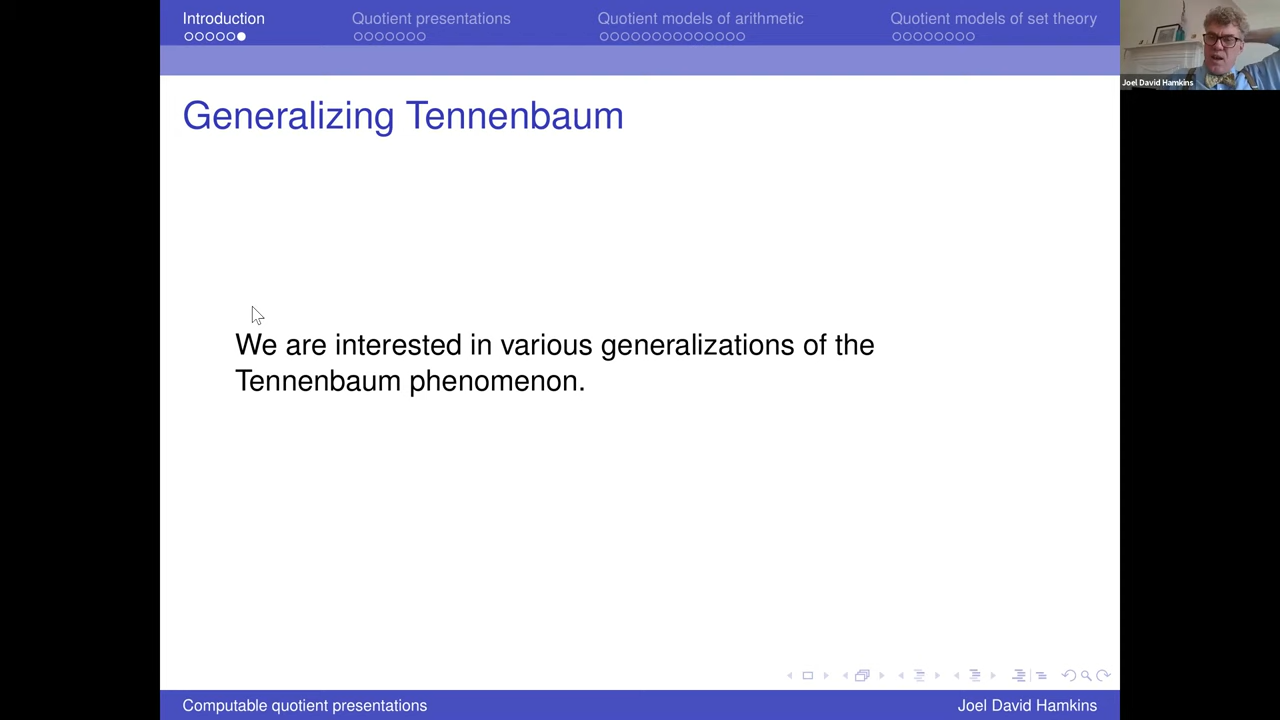 Introduction
Quotient presentations
Quotient models of arithmetic
Quotient models of set theory
Joel David Hamkins
Generalizing Tennenbaum
We are interested in various generalizations of the
Tennenbaum phenomenon.
Computable quotient presentations
Joel David Hamkins